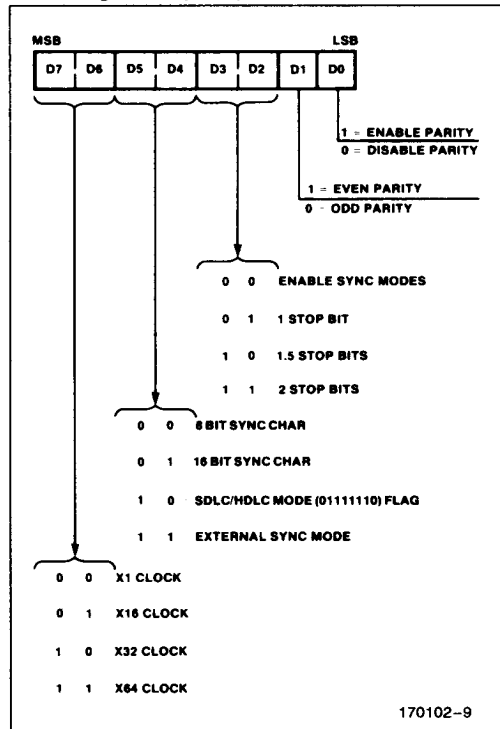 MSB LSB
D7 D6 D5 D4 D3 D2 D1 D0
1 = ENABLE PARITY
0 = DISABLE PARITY
1 = EVEN PARITY
0 - ODD PARITY
0 0 ENABLE SYNC MODES
0 1 1 STOP BIT
1 0 1.5 STOP BITS
1 1 2 STOP BITS
0 0 8 BIT SYNC CHAR
0 1 16 BIT SYNC CHAR
1 0 SDLC/HDLC MODE (01111110) FLAG
1 1 EXTERNAL SYNC MODE
0 0 X1 CLOCK
0 1 X16 CLOCK
1 0 X32 CLOCK
1 1 X64 CLOCK
170102-9